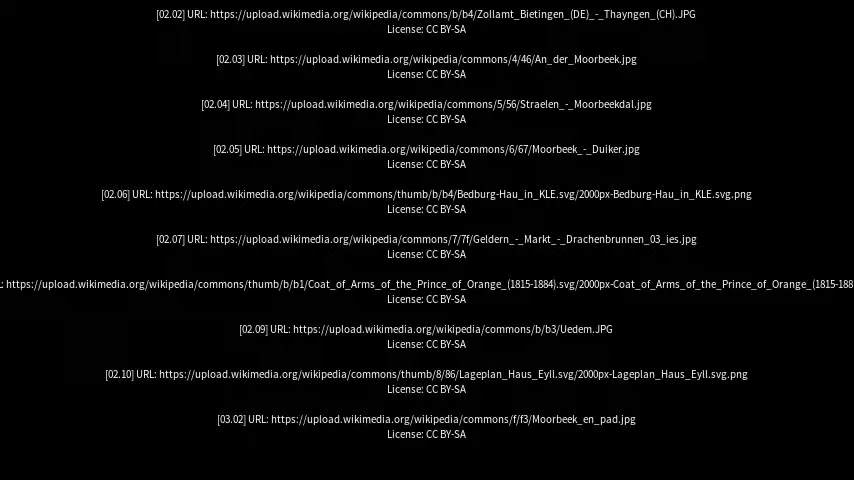 [02.02] URL: https://upload.wikimedia.org/wikipedia/commons/b/b4/Zollamt_Bietingen_(DE)_-_Thayngen_(CH).JPG
License: CC BY-SA
[02.03] URL: https://upload.wikimedia.org/wikipedia/commons/4/46/An_der_Moorbeek.jpg
License: CC BY-SA
[02.04] URL: https://upload.wikimedia.org/wikipedia/commons/5/56/Straelen_-_Moorbeekdal.jpg
License: CC BY-SA
[02.05] URL: https://upload.wikimedia.org/wikipedia/commons/6/67/Moorbeek_-_Duiker.jpg
License: CC BY-SA
[02.06] URL: https://upload.wikimedia.org/wikipedia/commons/thumb/b/b4/Bedburg-Hau_in_KLE.svg/2000px-Bedburg-Hau_in_KLE.svg.png
License: CC BY-SA
[02.07] URL: https://upload.wikimedia.org/wikipedia/commons/7/7f/Geldern_-_Markt_-_Drachenbrunnen_03_ies.jpg
License: CC BY-SA
: https://upload.wikimedia.org/wikipedia/commons/thumb/b/b1/Coat_of_Arms_of_the_Prince_of_Orange_(1815-1884).svg/2000px-Coat_of_Arms_of_the_Prince_of_Orange_(1815-188
License: CC BY-SA
[02.09] URL: https://upload.wikimedia.org/wikipedia/commons/b/b3/Uedem.JPG
License: CC BY-SA
[02.10] URL: https://upload.wikimedia.org/wikipedia/commons/thumb/8/86/Lageplan_Haus_Eyll.svg/2000px-Lageplan_Haus_Eyll.svg.png
License: CC BY-SA
[03.02] URL: https://upload.wikimedia.org/wikipedia/commons/f/f3/Moorbeek_en_pad.jpg
License: CC BY-SA